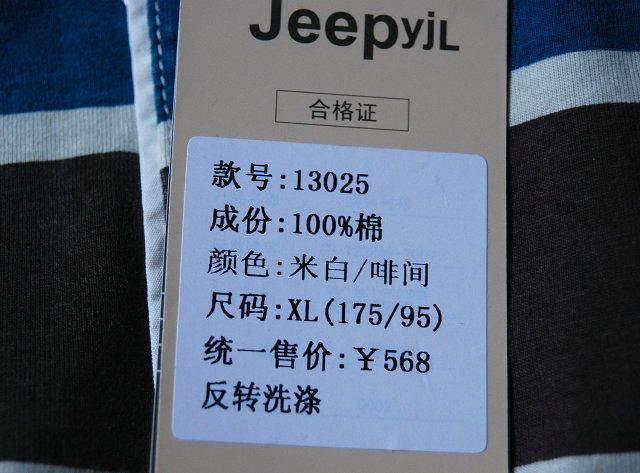 JeepyjL
合格证
款号:13025
成份:100%棉
颜色:米白/啡间
尺码:XL(175/95)
统一售价:￥568
反转洗涤